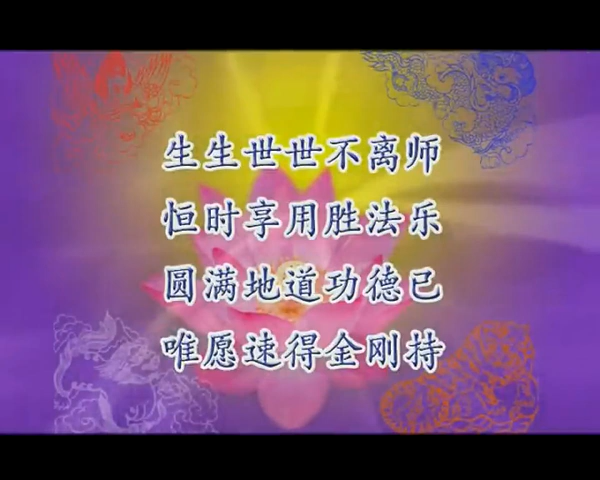 生生世世不离师
恒时享用胜法乐
圆满地道功德已
唯愿速得金刚持